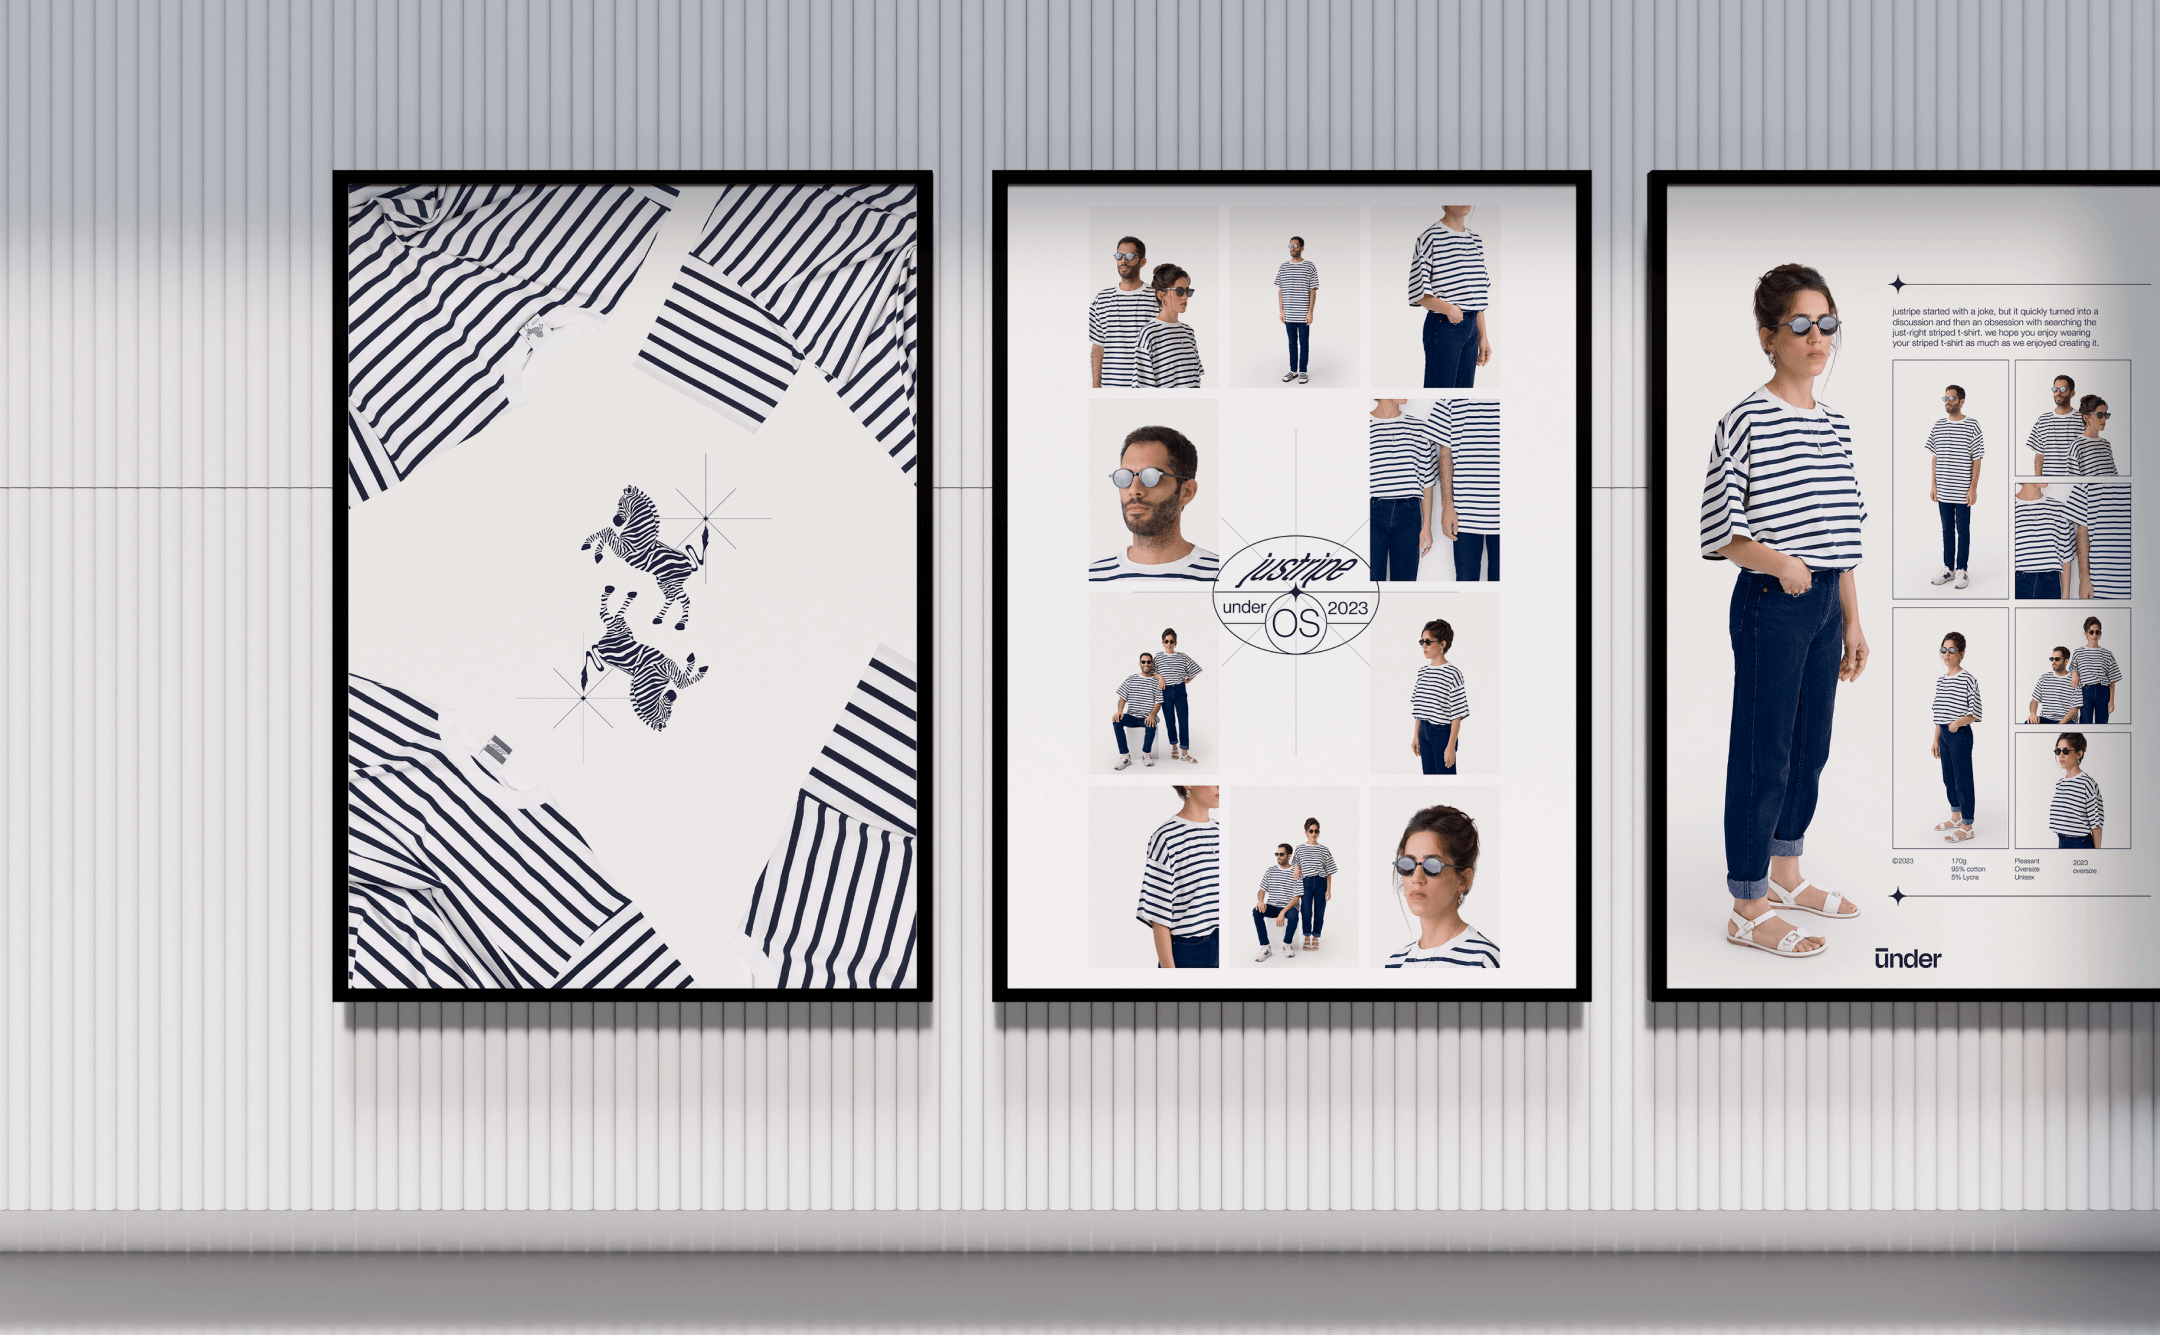 justripe
under
2023
OS
justripe started with a joke, but it quickly turned into a
discussion and then an obsession with searching the
just-right striped t-shirt. we hope you enjoy wearing
your striped t-shirt as much as we enjoyed creating it.
©2023
170g
95% cotton
5% Lycra
Pleasant
Oversize
Unisex
2023
oversize
ūnder